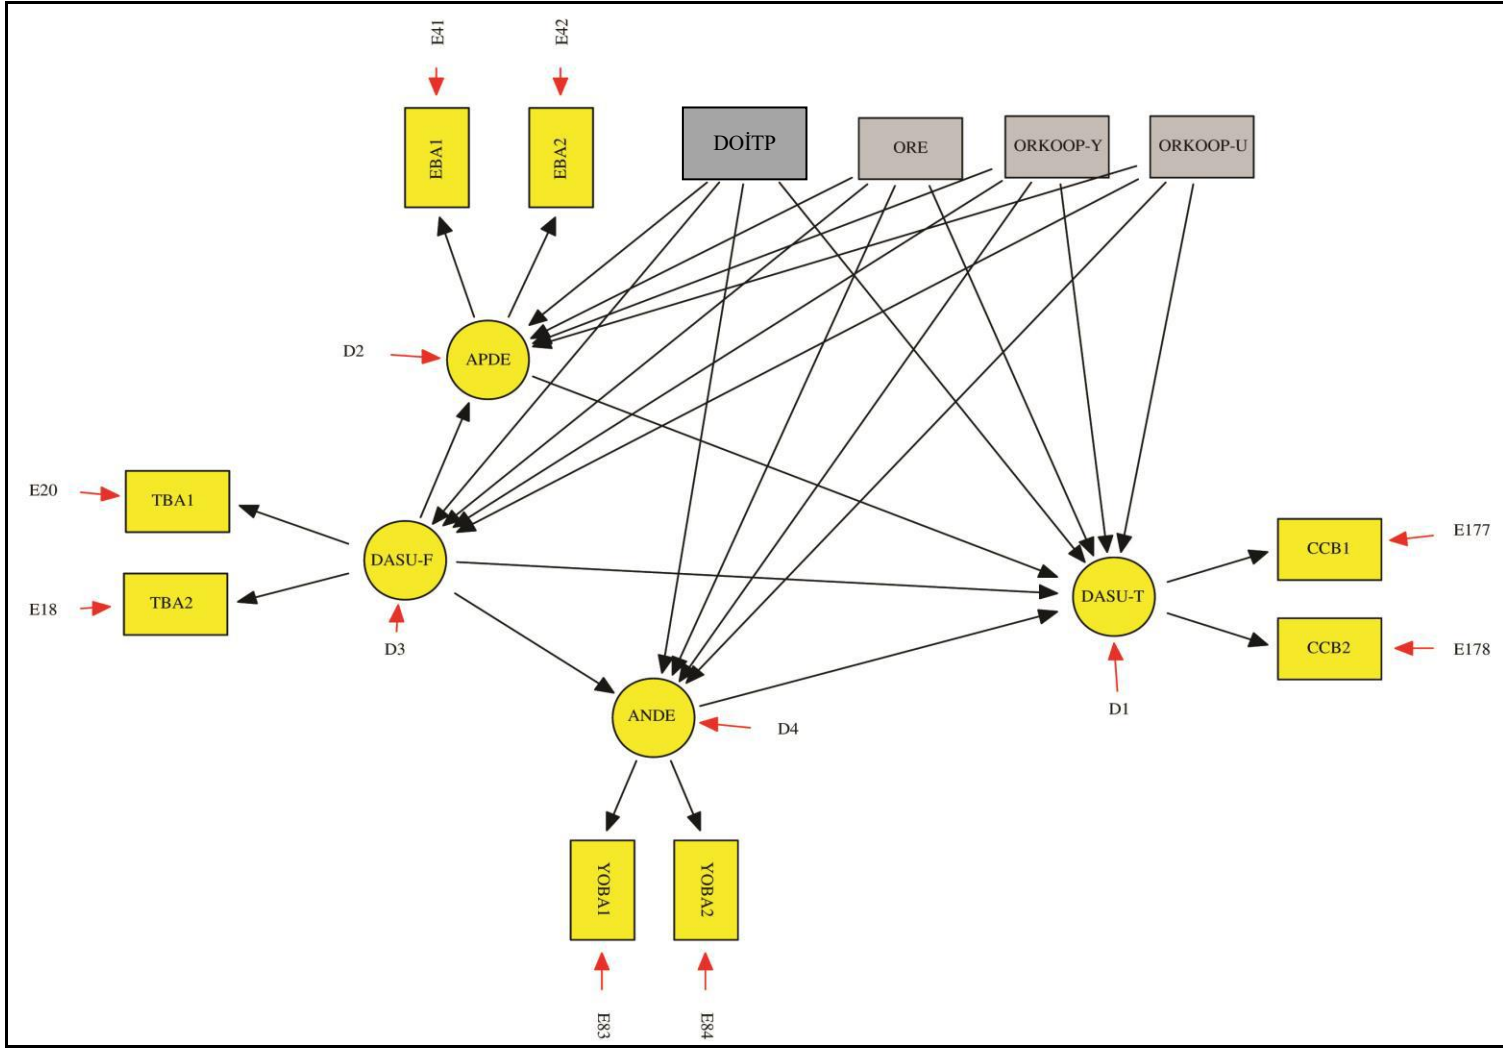 E41
E42
EBA1
EBA2
DOİTP
ORE
ORKOOP-Y
ORKOOP-U
D2
APDE
E20
TBA1
E18
TBA2
DASU-F
D3
DASU-T
CCB1
E177
CCB2
E178
D1
ANDE
D4
YOBA1
YOBA2
E83
E84